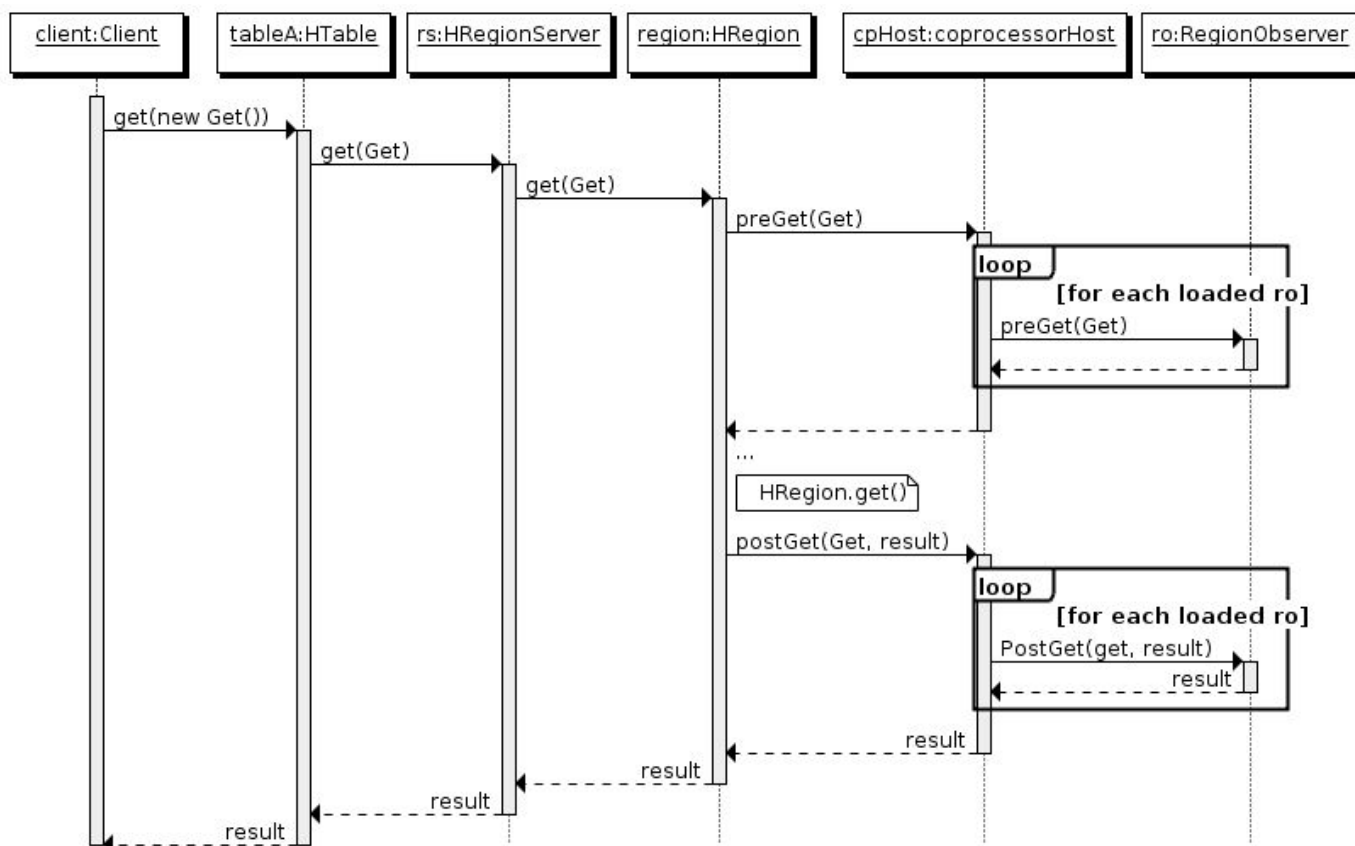 client:Client
tableA:HTable
rs:HRegionServer
region:HRegion
cpHost:coprocessorHost
ro:RegionObserver
get(new Get())
get(Get)
get(Get)
preGet(Get)
loop
[for each loaded ro]
preGet(Get)
...
HRegion.get()
postGet(Get, result)
loop
[for each loaded ro]
PostGet(get, result)
result
result
result
result
result